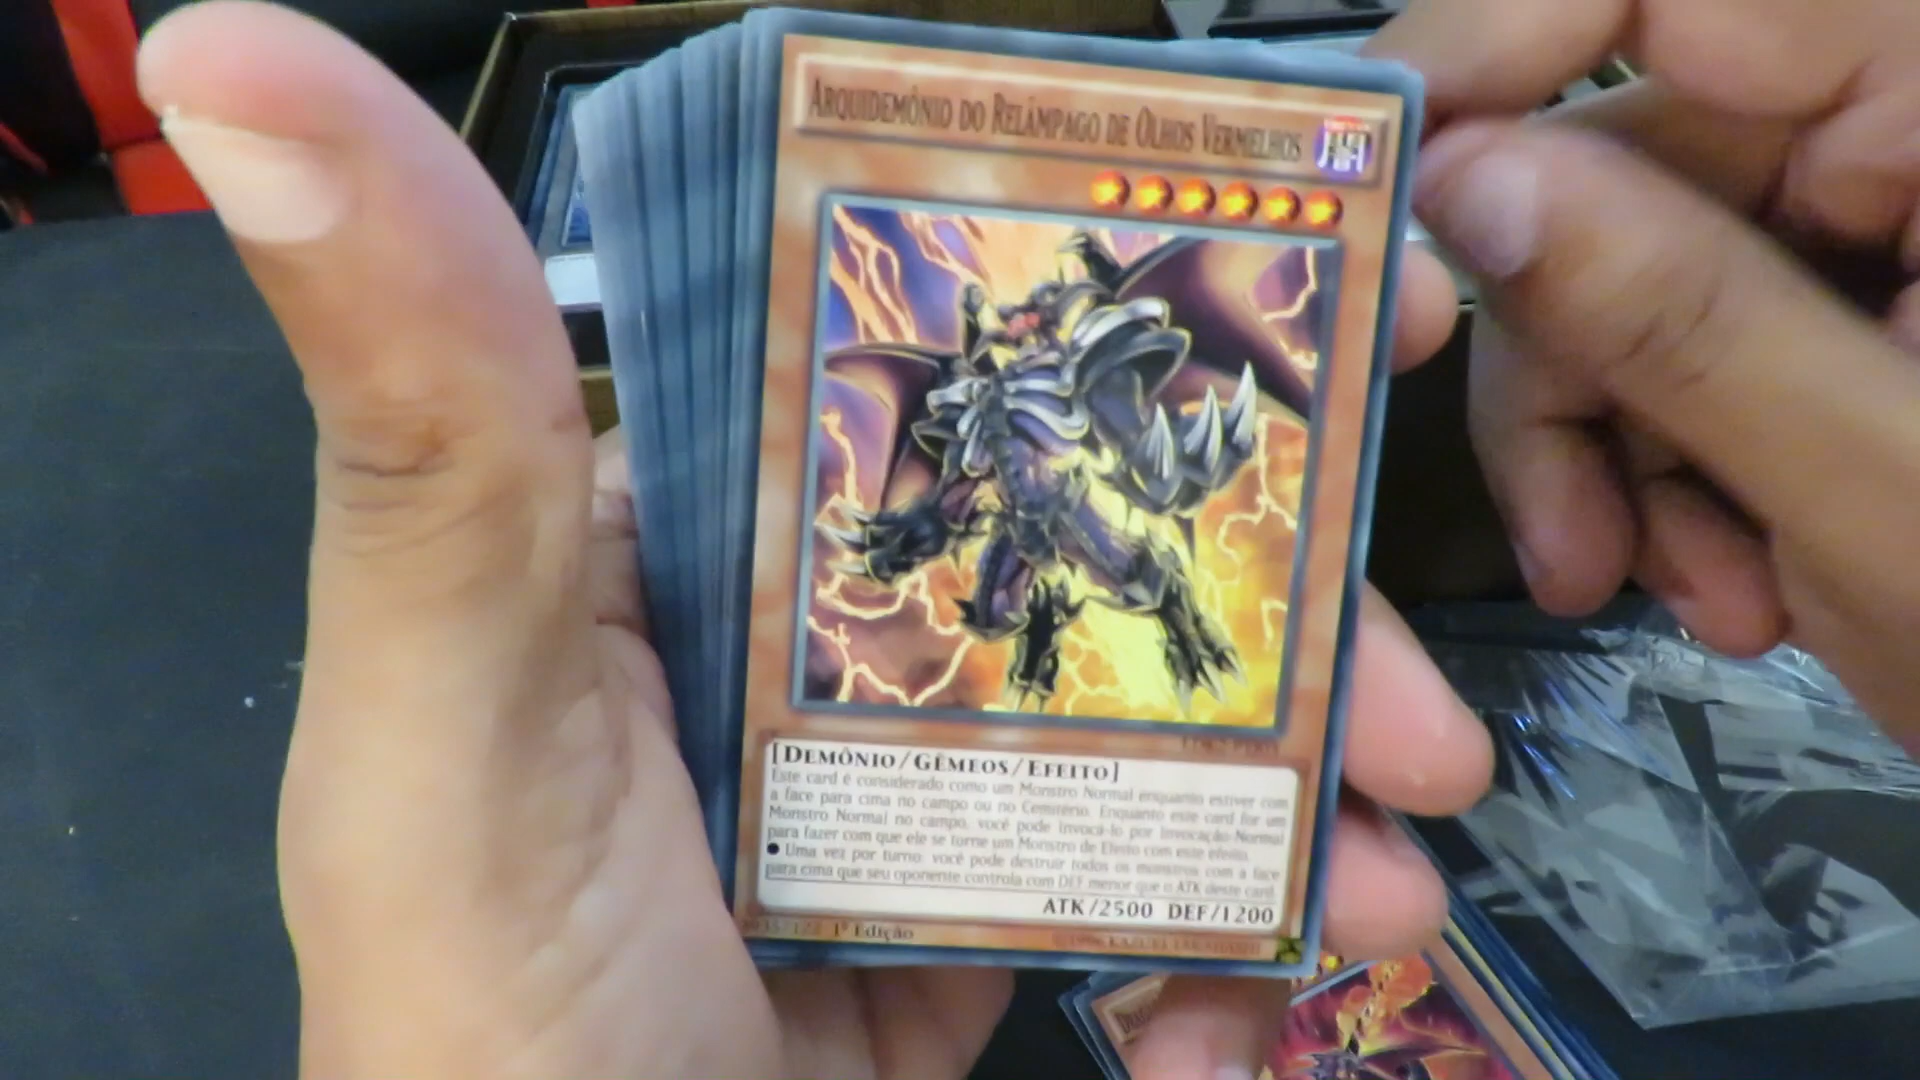 Arquidemônio do Relâmpago de Olhos Vermelhos
[Demônio/Gêmeos/Efeito]
Este card é considerado como um Monstro Normal enquanto estiver com
a face para cima no campo ou no Cemitério. Enquanto este card for um
Monstro Normal no campo, você pode Invocá-lo por Invocação-Normal
para fazer com que ele se torne um Monstro de Efeito com este efeito.
● Uma vez por turno: você pode destruir todos os monstros com a face
para cima que seu oponente controla com DEF menor que o ATK deste card.
ATK/2500 DEF/1200
1ª Edição
©1996 KAZUKI TAKAHASHI